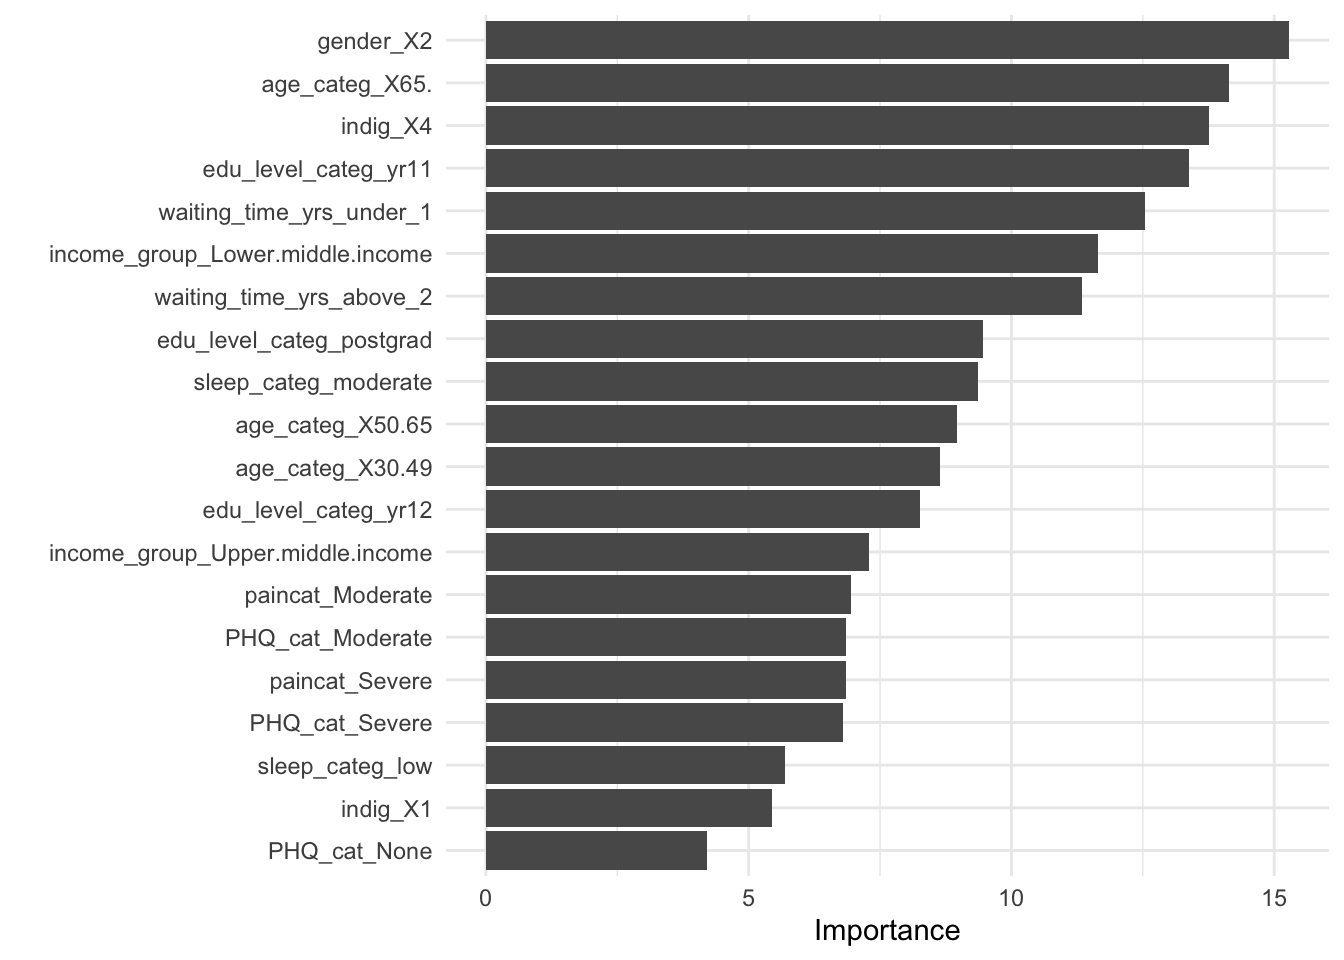 gender_X2
age_categ_X65.
indig_X4
edu_level_categ_yr11
waiting_time_yrs_under_1
income_group_Lower.middle.income
waiting_time_yrs_above_2
edu_level_categ_postgrad
sleep_categ_moderate
age_categ_X50.65
age_categ_X30.49
edu_level_categ_yr12
income_group_Upper.middle.income
paincat_Moderate
PHQ_cat_Moderate
paincat_Severe
PHQ_cat_Severe
sleep_categ_low
indig_X1
PHQ_cat_None
0 5 10 15
Importance